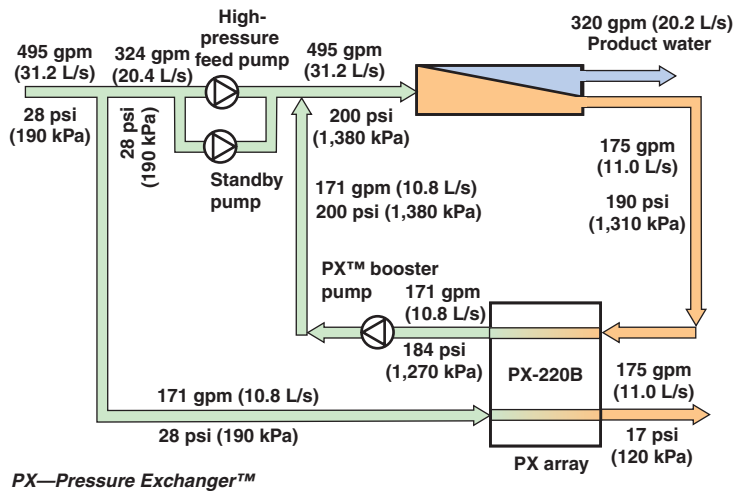 High-
pressure
feed pump
495 gpm
(31.2 L/s)
324 gpm
(20.4 L/s)
495 gpm
(31.2 L/s)
320 gpm (20.2 L/s)
Product water
28 psi
(190 kPa)
28 psi
(190 kPa)
200 psi
(1,380 kPa)
Standby
pump
175 gpm
(11.0 L/s)
190 psi
(1,310 kPa)
171 gpm (10.8 L/s)
200 psi (1,380 kPa)
PX™ booster
pump
171 gpm
(10.8 L/s)
184 psi
(1,270 kPa)
PX-220B
175 gpm
(11.0 L/s)
171 gpm (10.8 L/s)
28 psi (190 kPa)
17 psi
(120 kPa)
PX array
PX—Pressure Exchanger™